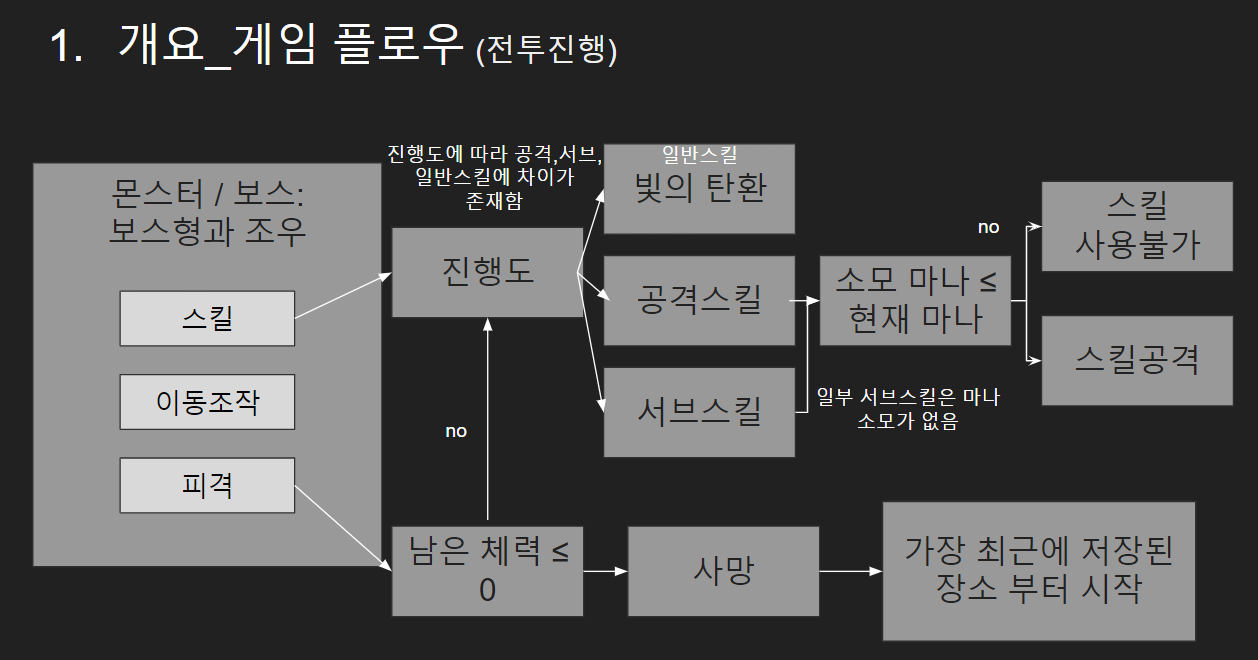 1. 개요_게임 플로우 (전투진행)
몬스터 / 보스:
보스형과 조우
스킬
이동조작
피격
진행도에 따라 공격,서브,
일반스킬에 차이가
존재함
진행도
no
일반스킬
빛의 탄환
공격스킬
서브스킬
소모 마나 ≤
현재 마나
일부 서브스킬은 마나
소모가 없음
no
스킬
사용불가
스킬공격
남은 체력 ≤
0
사망
가장 최근에 저장된
장소 부터 시작